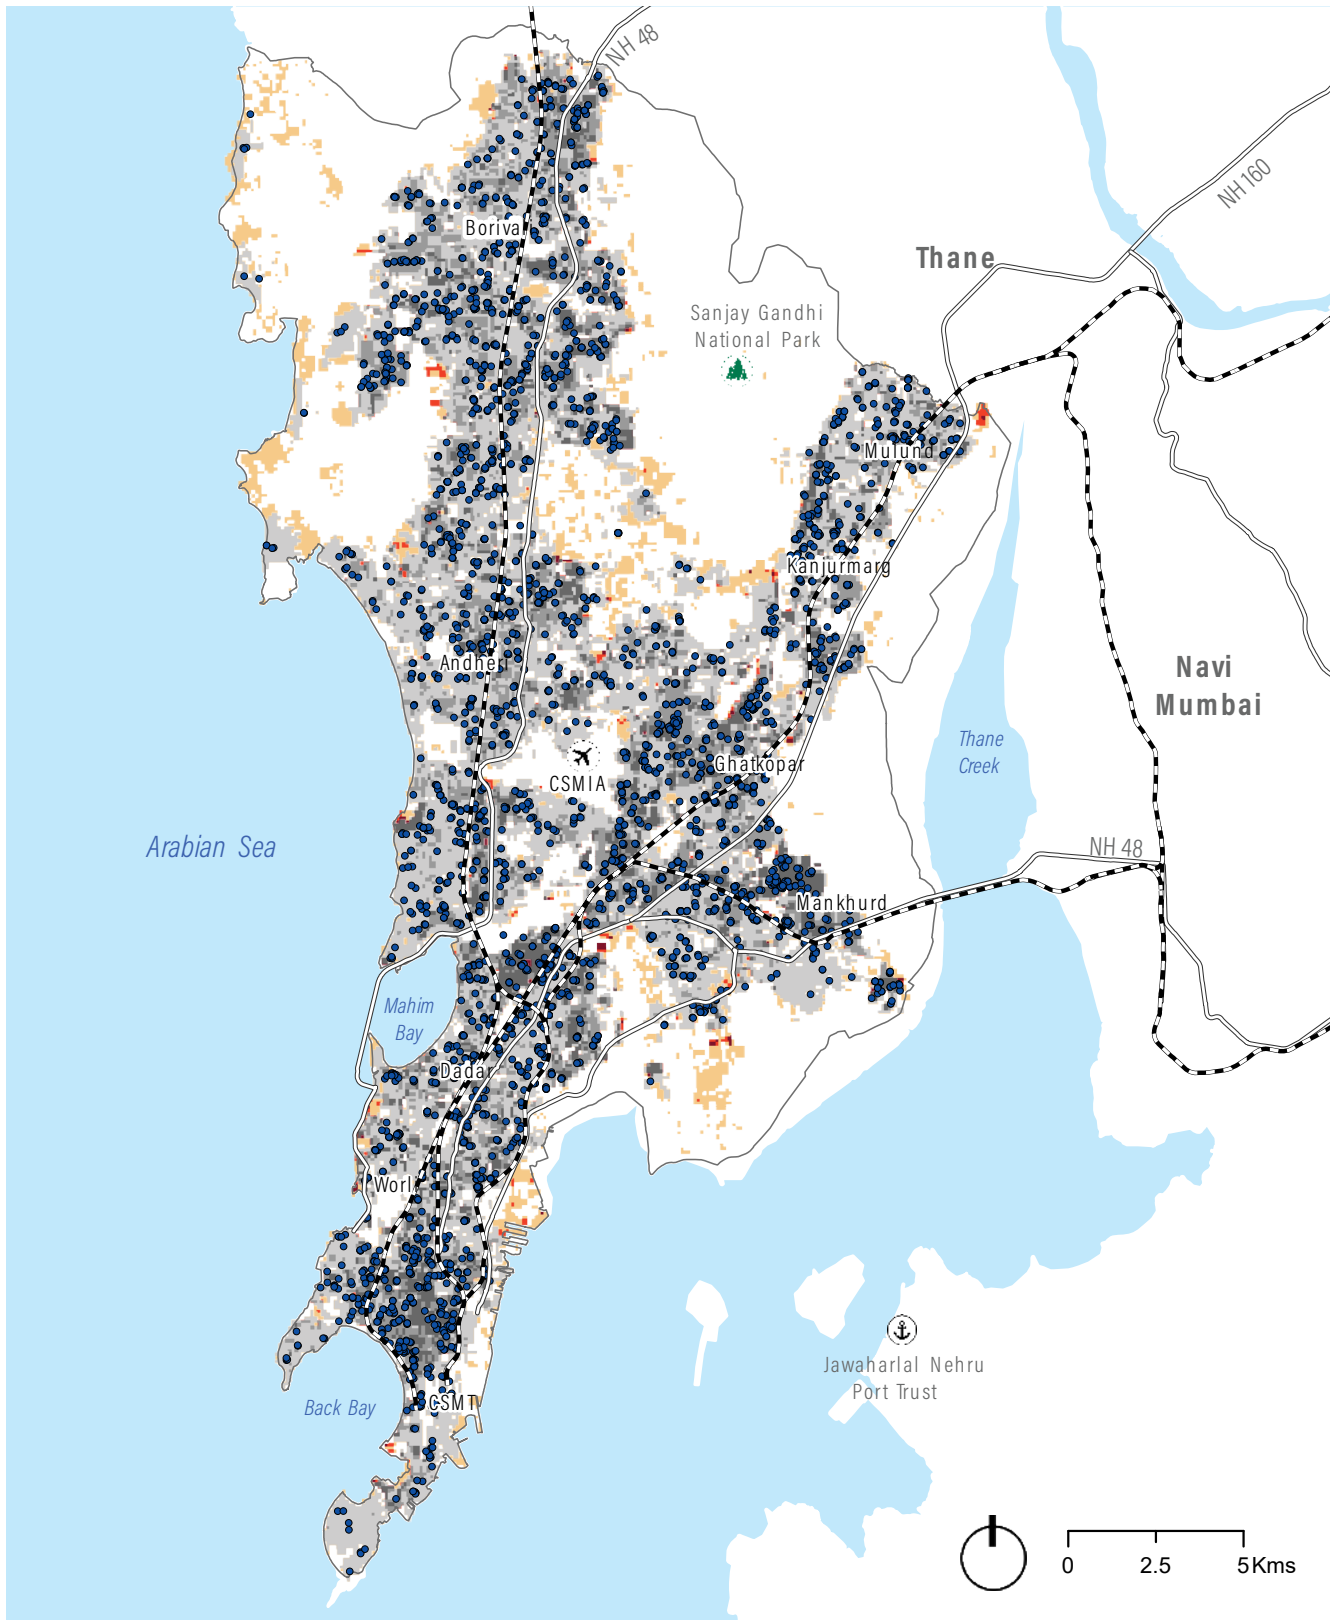 NH 48
NH 160
Borivali
Thane
Sanjay Gandhi
National Park
Mulund
Kanjurmarg
Andheri
Navi
Mumbai
Thane
Creek
Ghatkopar
CSMIA
Arabian Sea
NH 48
Mankhurd
Mahim
Bay
Dadar
Worli
Jawaharlal Nehru
Port Trust
Back Bay
CSMT
0
2.5
5Kms